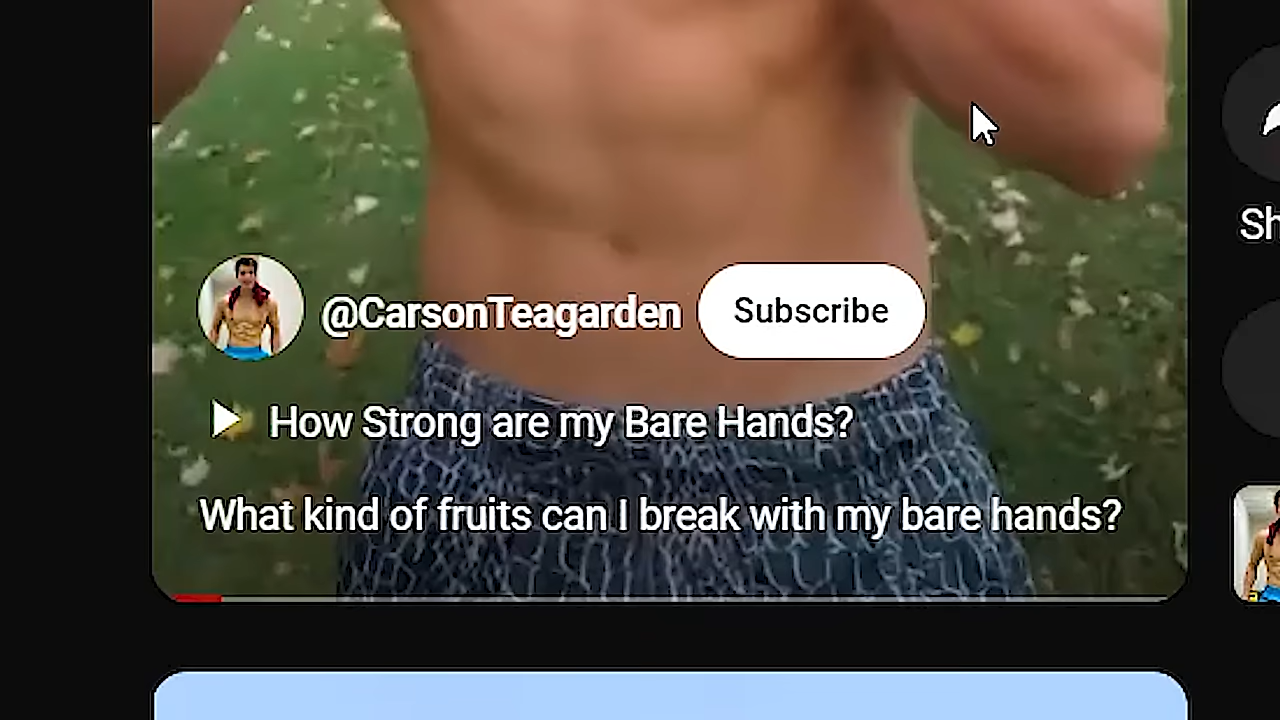 @CarsonTeagarden
Subscribe
How Strong are my Bare Hands?
What kind of fruits can I break with my bare hands?